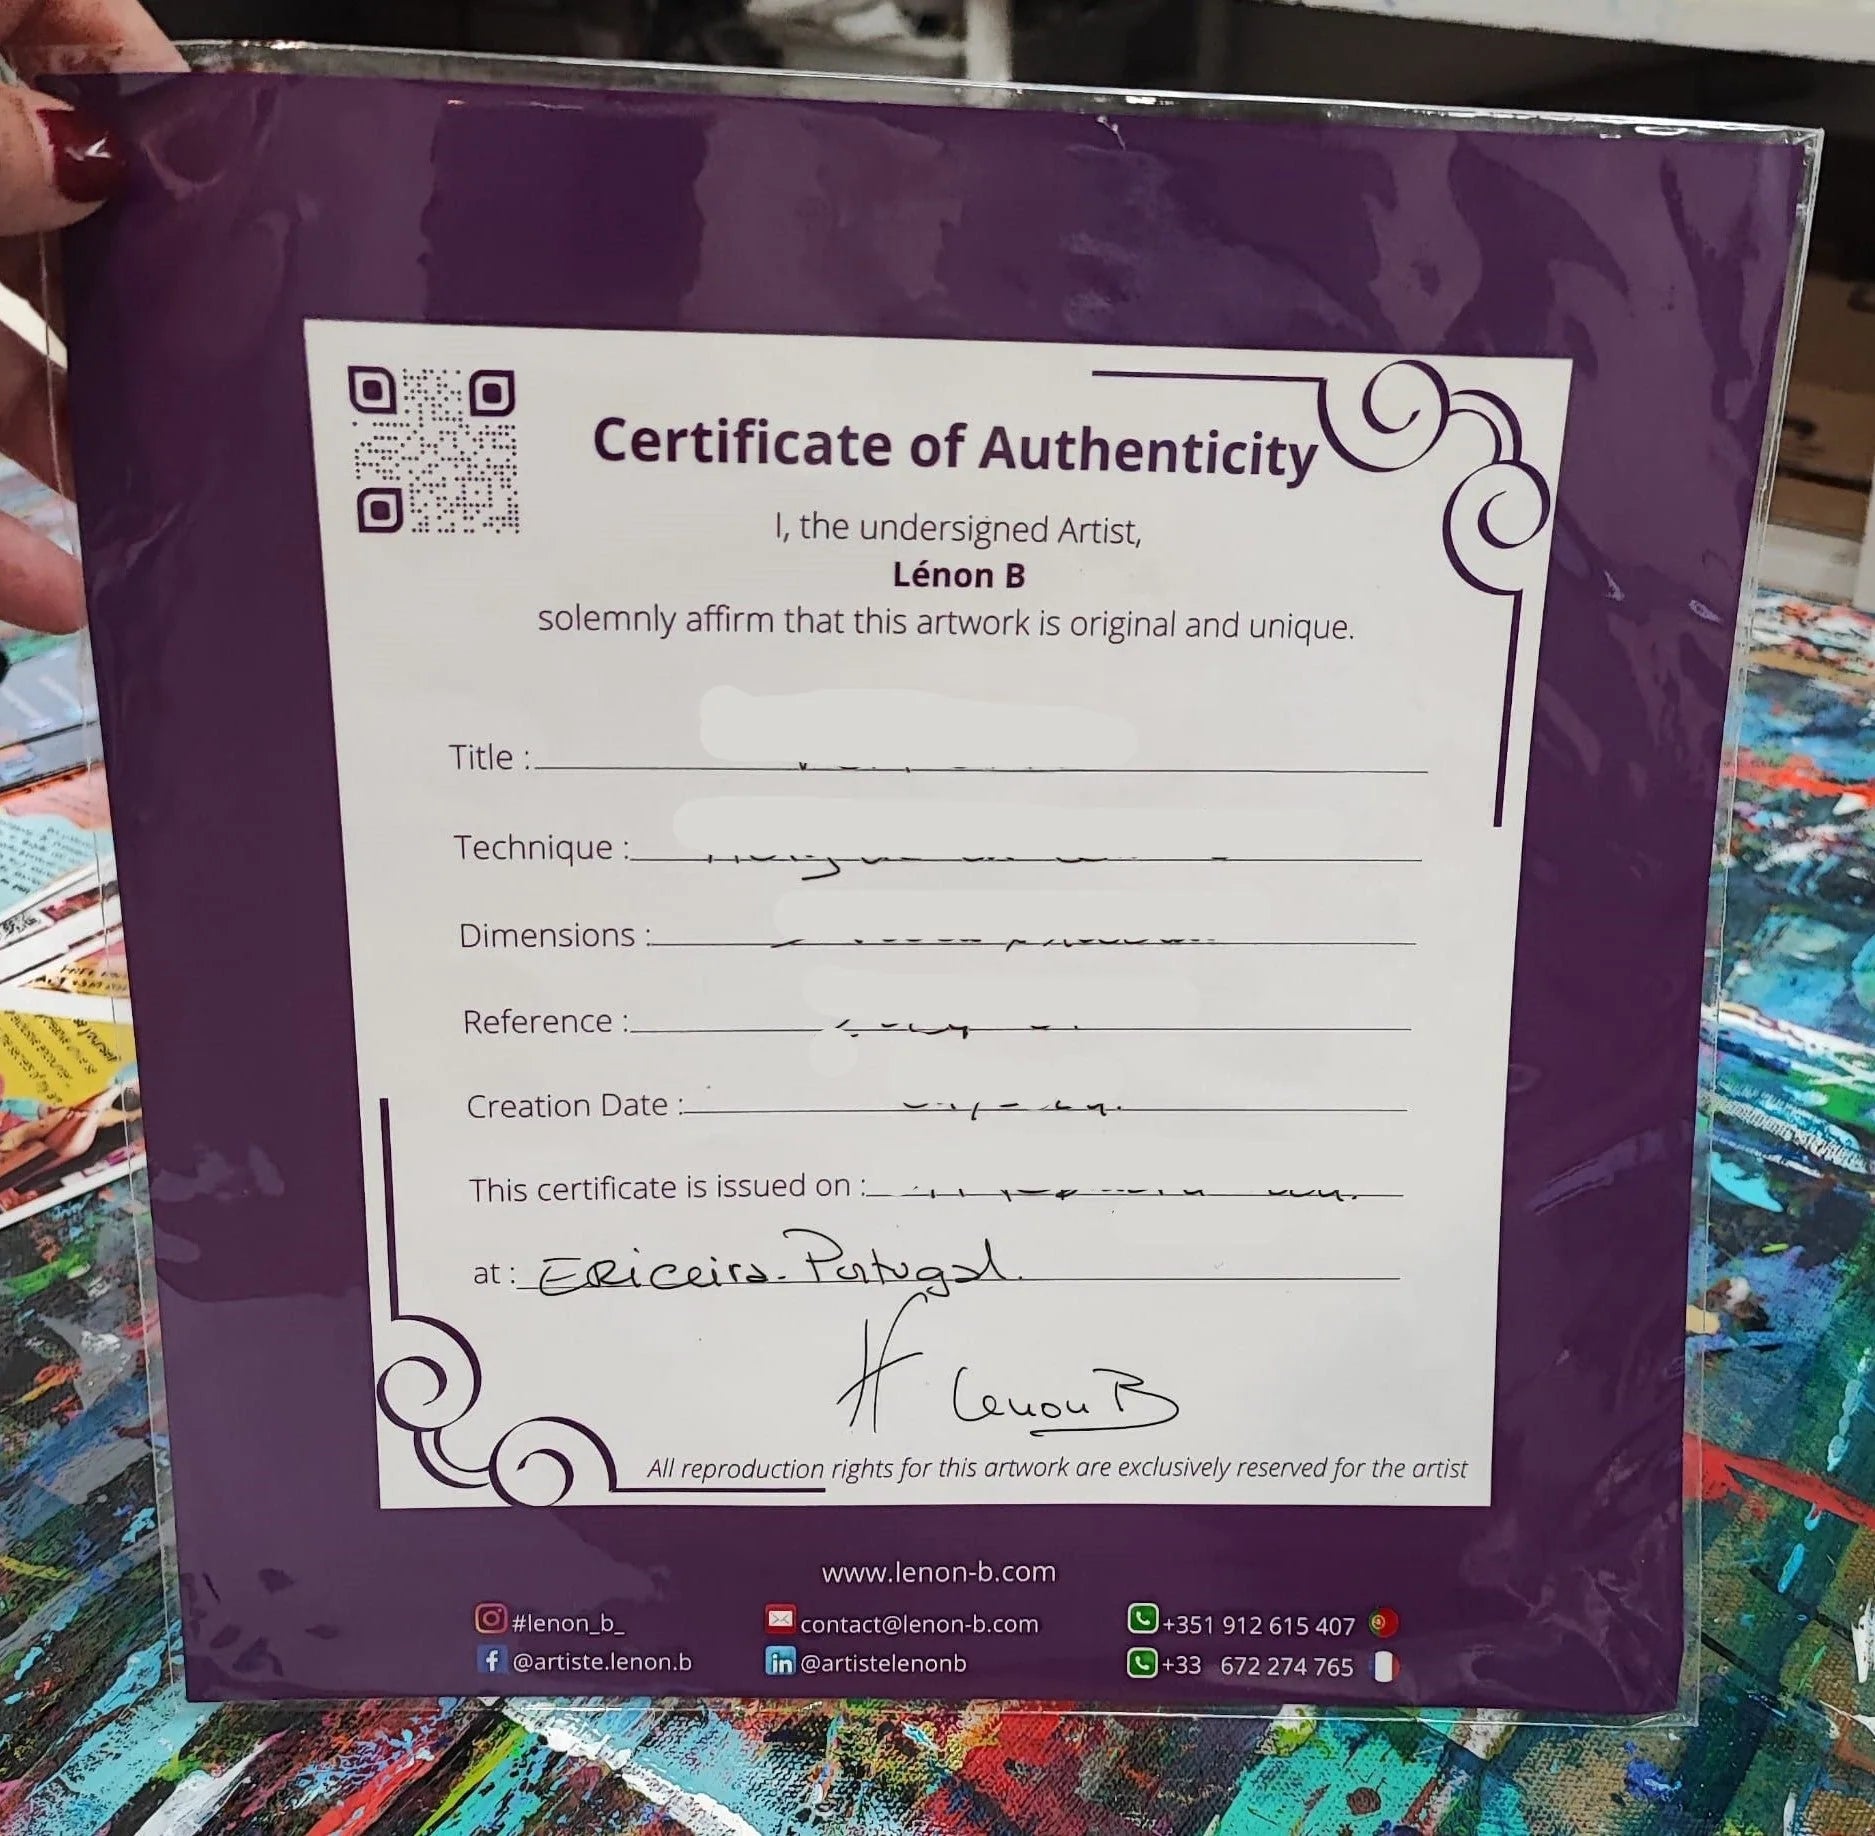 Certificate of Authenticity
I, the undersigned Artist,
Lénon B
solemnly affirm that this artwork is original and unique.
Title :
Technique :
Dimensions :
Reference :
Creation Date :
This certificate is issued on :
at : Ericeira. Portugal.
Lenon B
All reproduction rights for this artwork are exclusively reserved for the artist
www.lenon-b.com
#lenon_b_ contact@lenon-b.com +351 912 615 407
f @artiste.lenon.b in @artistelenonb +33 672 274 765